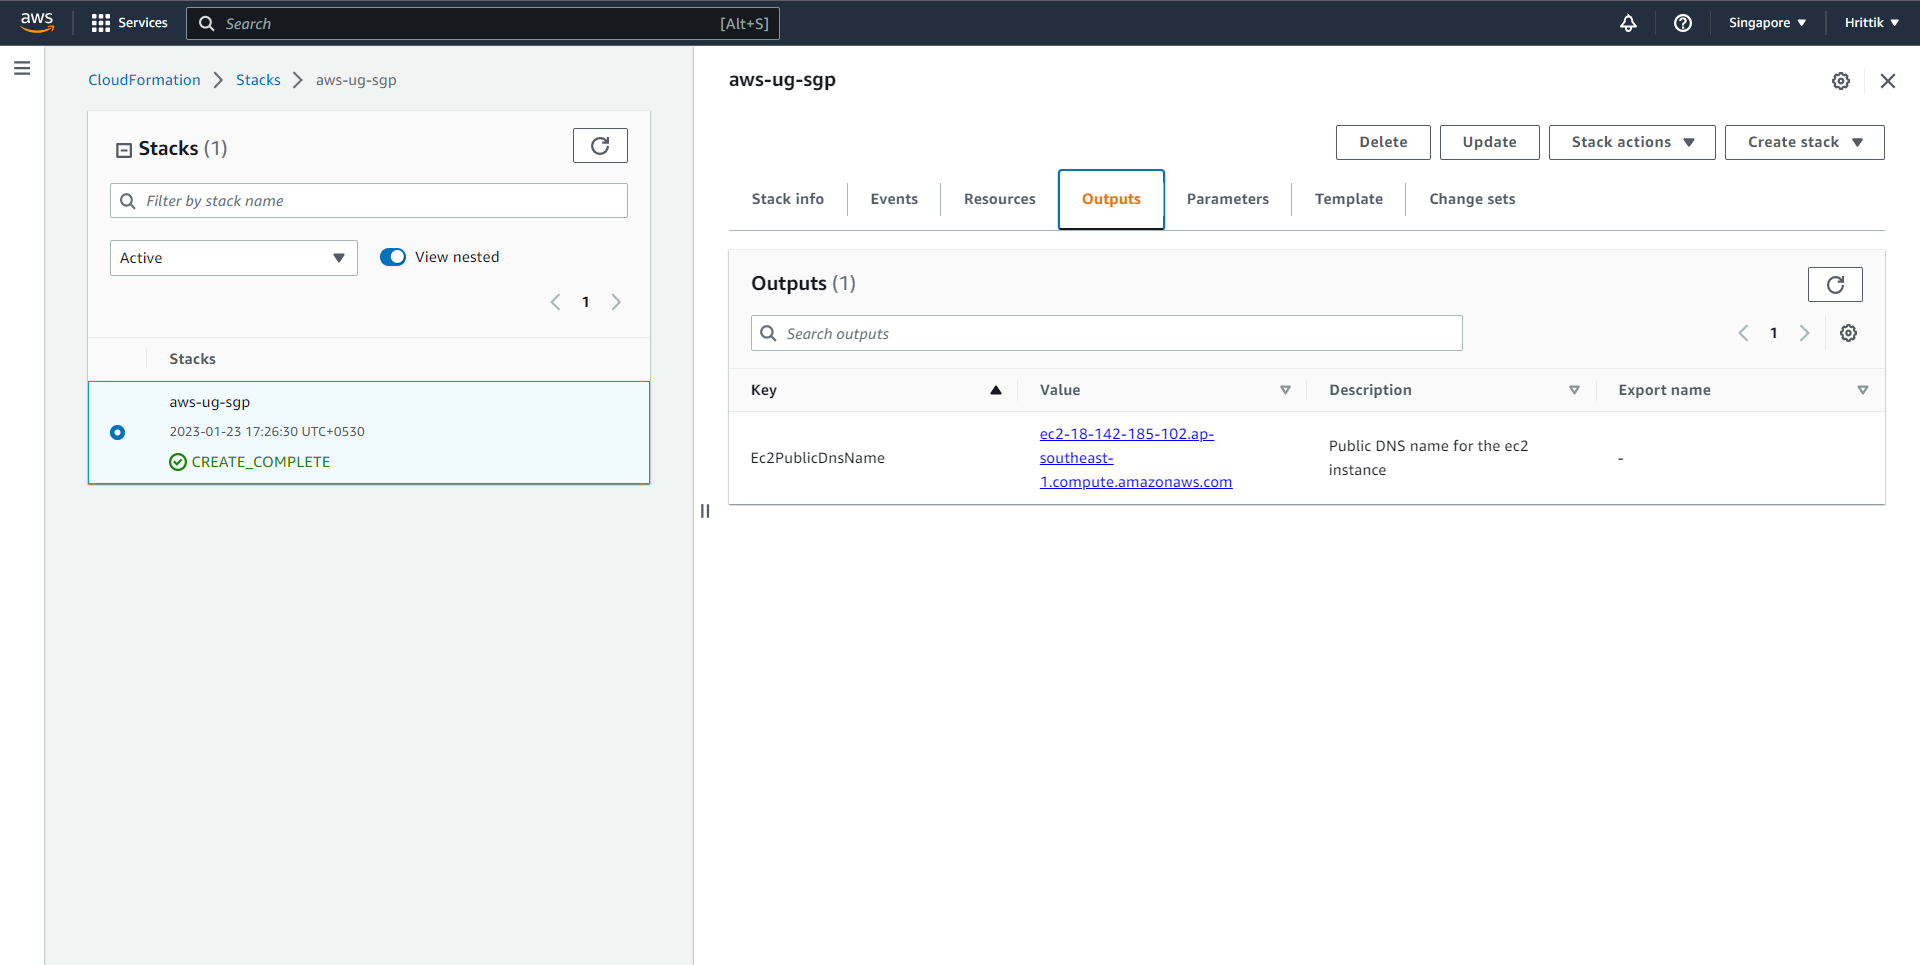 aws
Services
Search
[Alt+S]
Singapore
Hrittik
CloudFormation
Stacks
aws-ug-sgp
Stacks (1)
Filter by stack name
Active
View nested
1
Stacks
aws-ug-sgp
2023-01-23 17:26:30 UTC+0530
CREATE_COMPLETE
aws-ug-sgp
Delete
Update
Stack actions
Create stack
Stack info
Events
Resources
Outputs
Parameters
Template
Change sets
Outputs (1)
Search outputs
1
Key
Value
Description
Export name
Ec2PublicDnsName
ec2-18-142-185-102.ap-
southeast-
1.compute.amazonaws.com
Public DNS name for the ec2
instance
-